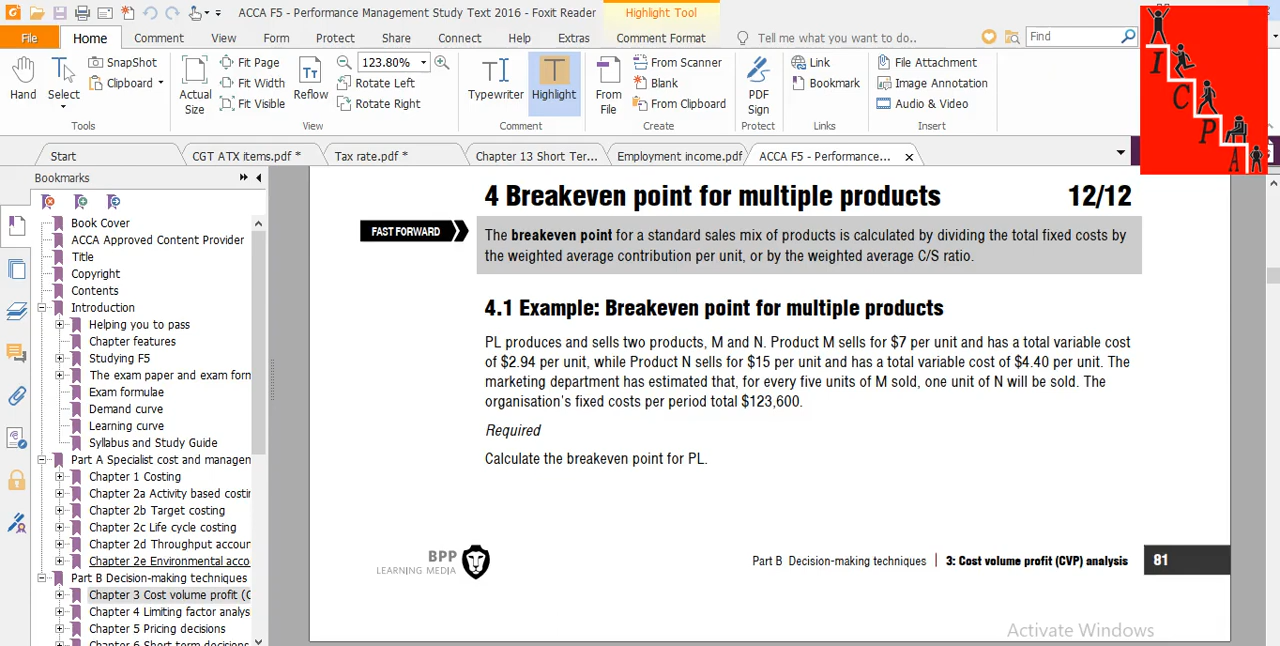 ACCA F5 - Performance Management Study Text 2016 - Foxit Reader
Highlight Tool
File
Home
Comment
View
Form
Protect
Share
Connect
Help
Extras
Comment Format
Tell me what you want to do..
Find
Hand
Select
SnapShot
Clipboard
Actual Size
Fit Page
Fit Width
Fit Visible
Reflow
123.80%
Rotate Left
Rotate Right
Typewriter
Highlight
From File
From Scanner
Blank
From Clipboard
PDF Sign
Link
Bookmark
File Attachment
Image Annotation
Audio & Video
Tools
View
Comment
Create
Protect
Links
Insert
I
C
P
A
Start
CGT ATX items.pdf *
Tax rate.pdf *
Chapter 13 Short Ter...
Employment income.pdf
ACCA F5 - Performance...
Bookmarks
Book Cover
ACCA Approved Content Provider
Title
Copyright
Contents
Introduction
Helping you to pass
Chapter features
Studying F5
The exam paper and exam form
Exam formulae
Demand curve
Learning curve
Syllabus and Study Guide
Part A Specialist cost and managem
Chapter 1 Costing
Chapter 2a Activity based costin
Chapter 2b Target costing
Chapter 2c Life cycle costing
Chapter 2d Throughput accour
Chapter 2e Environmental acco
Part B Decision-making techniques
Chapter 3 Cost volume profit (C
Chapter 4 Limiting factor analys
Chapter 5 Pricing decisions
Chapter 6 Short term decisions
4 Breakeven point for multiple products 12/12
FAST FORWARD
The breakeven point for a standard sales mix of products is calculated by dividing the total fixed costs by
the weighted average contribution per unit, or by the weighted average C/S ratio.
4.1 Example: Breakeven point for multiple products
PL produces and sells two products, M and N. Product M sells for $7 per unit and has a total variable cost
of $2.94 per unit, while Product N sells for $15 per unit and has a total variable cost of $4.40 per unit. The
marketing department has estimated that, for every five units of M sold, one unit of N will be sold. The
organisation's fixed costs per period total $123,600.
Required
Calculate the breakeven point for PL.
BPP
LEARNING MEDIA
Part B Decision-making techniques | 3: Cost volume profit (CVP) analysis 81
Activate Windows